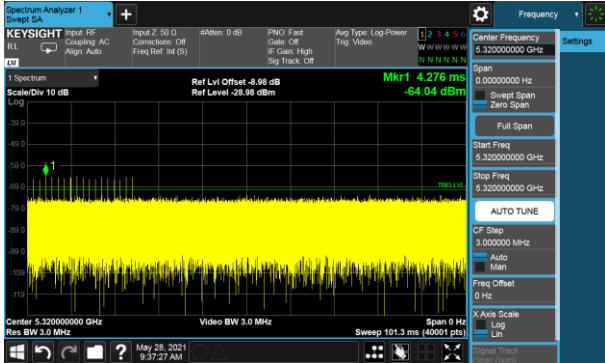 Spectrum Analyzer 1
Swept SA
Frequency
KEYSIGHT
RL
LM
Input: RF
Coupling: AC
Align: Auto
Input Z: 50 Ω
Corrections: Off
Freq Ref: Int (S)
#Atten: 0 dB
PNO: Fast
Gate: Off
IF Gain: High
Sig Track: Off
Avg Type: Log-Power
Trig: Video
1 2 3 4 5 6
W W W W W W
N N N N N N
1 Spectrum
Scale/Div 10 dB
Log
Ref Lvl Offset -8.98 dB
Ref Level -28.98 dBm
Mkr1 4.276 ms
-64.04 dBm
-39.0
-49.0
-59.0
-69.0
-79.0
-89.0
-99.0
-109
-119
1
TRIG LVL
Center 5.320000000 GHz
Res BW 3.0 MHz
Video BW 3.0 MHz
Span 0 Hz
Sweep 101.3 ms (40001 pts)
May 28, 2021
9:37:27 AM
Center Frequency
5.320000000 GHz
Settings
Span
0.00000000 Hz
Swept Span
Zero Span
Full Span
Start Freq
5.320000000 GHz
Stop Freq
5.320000000 GHz
AUTO TUNE
CF Step
3.000000 MHz
Auto
Man
Freq Offset
0 Hz
X Axis Scale
Log
Lin
Signal Track
(Span Zoom)